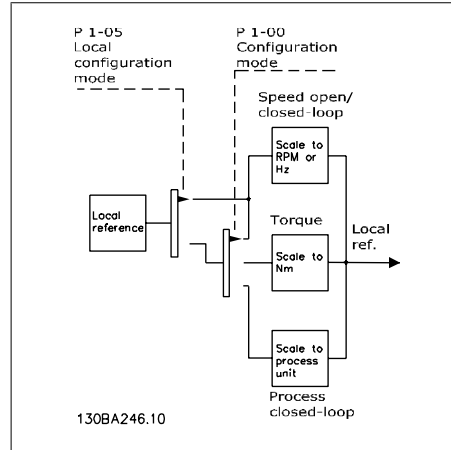 P 1-05
Local
configuration
mode
P 1-00
Configuration
mode
Speed open/
closed-loop
Scale to
RPM or
Hz
Local
reference
Torque
Scale to
Nm
Local
ref.
Scale to
process
unit
Process
closed-loop
130BA246.10